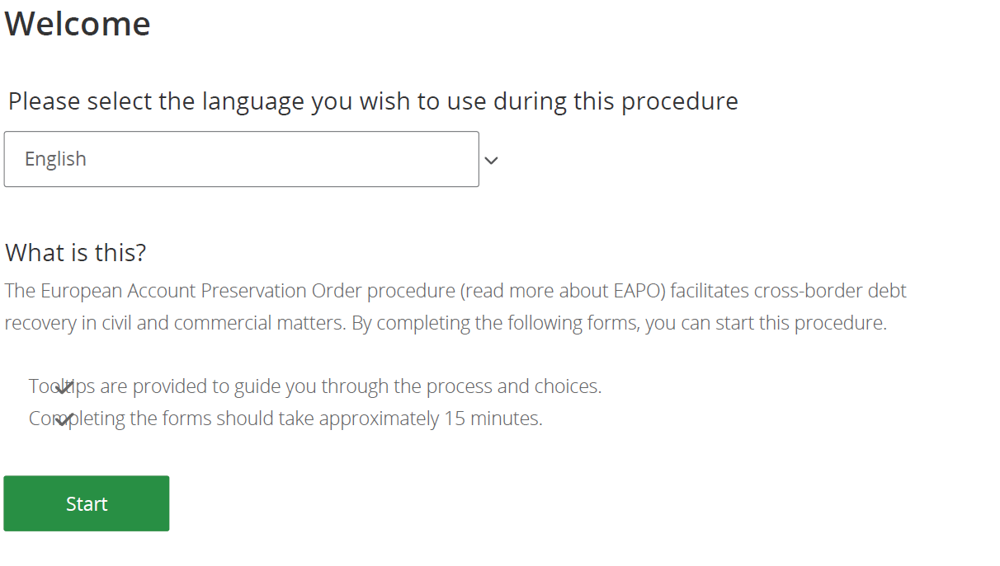 Welcome
Please select the language you wish to use during this procedure
English
What is this?
The European Account Preservation Order procedure (read more about EAPO) facilitates cross-border debt
recovery in civil and commercial matters. By completing the following forms, you can start this procedure.
Tooltips are provided to guide you through the process and choices.
Completing the forms should take approximately 15 minutes.
Start